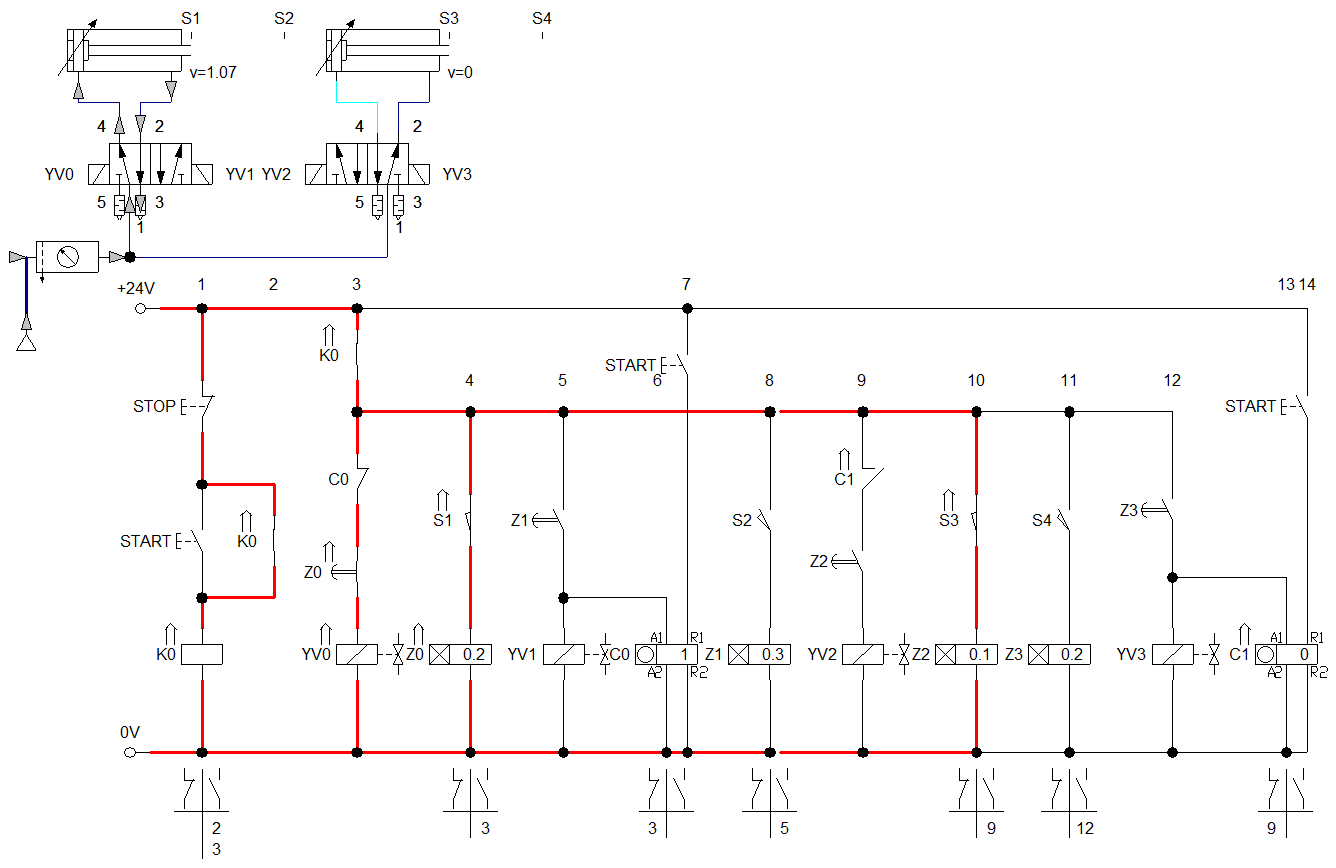 S1 S2 S3 S4
v=1.07 v=0
4 2 4 2
YV0 YV1 YV2 YV3
5 3 5 3
1 1
1 2 3 7 13 14
+24V
K0
START
4 5 6 8 9 10 11 12
STOP START
C0 C1
S1 Z1 S2 S3 S4 Z3
START K0
Z0 Z2
A1 R1 A1 R1
K0 YV0 Z0 0.2 YV1 C0 1 Z1 0.3 YV2 Z2 0.1 Z3 0.2 YV3 C1 0
A2 R2 A2 R2
0V
2 3 3 5 9 12 9
3